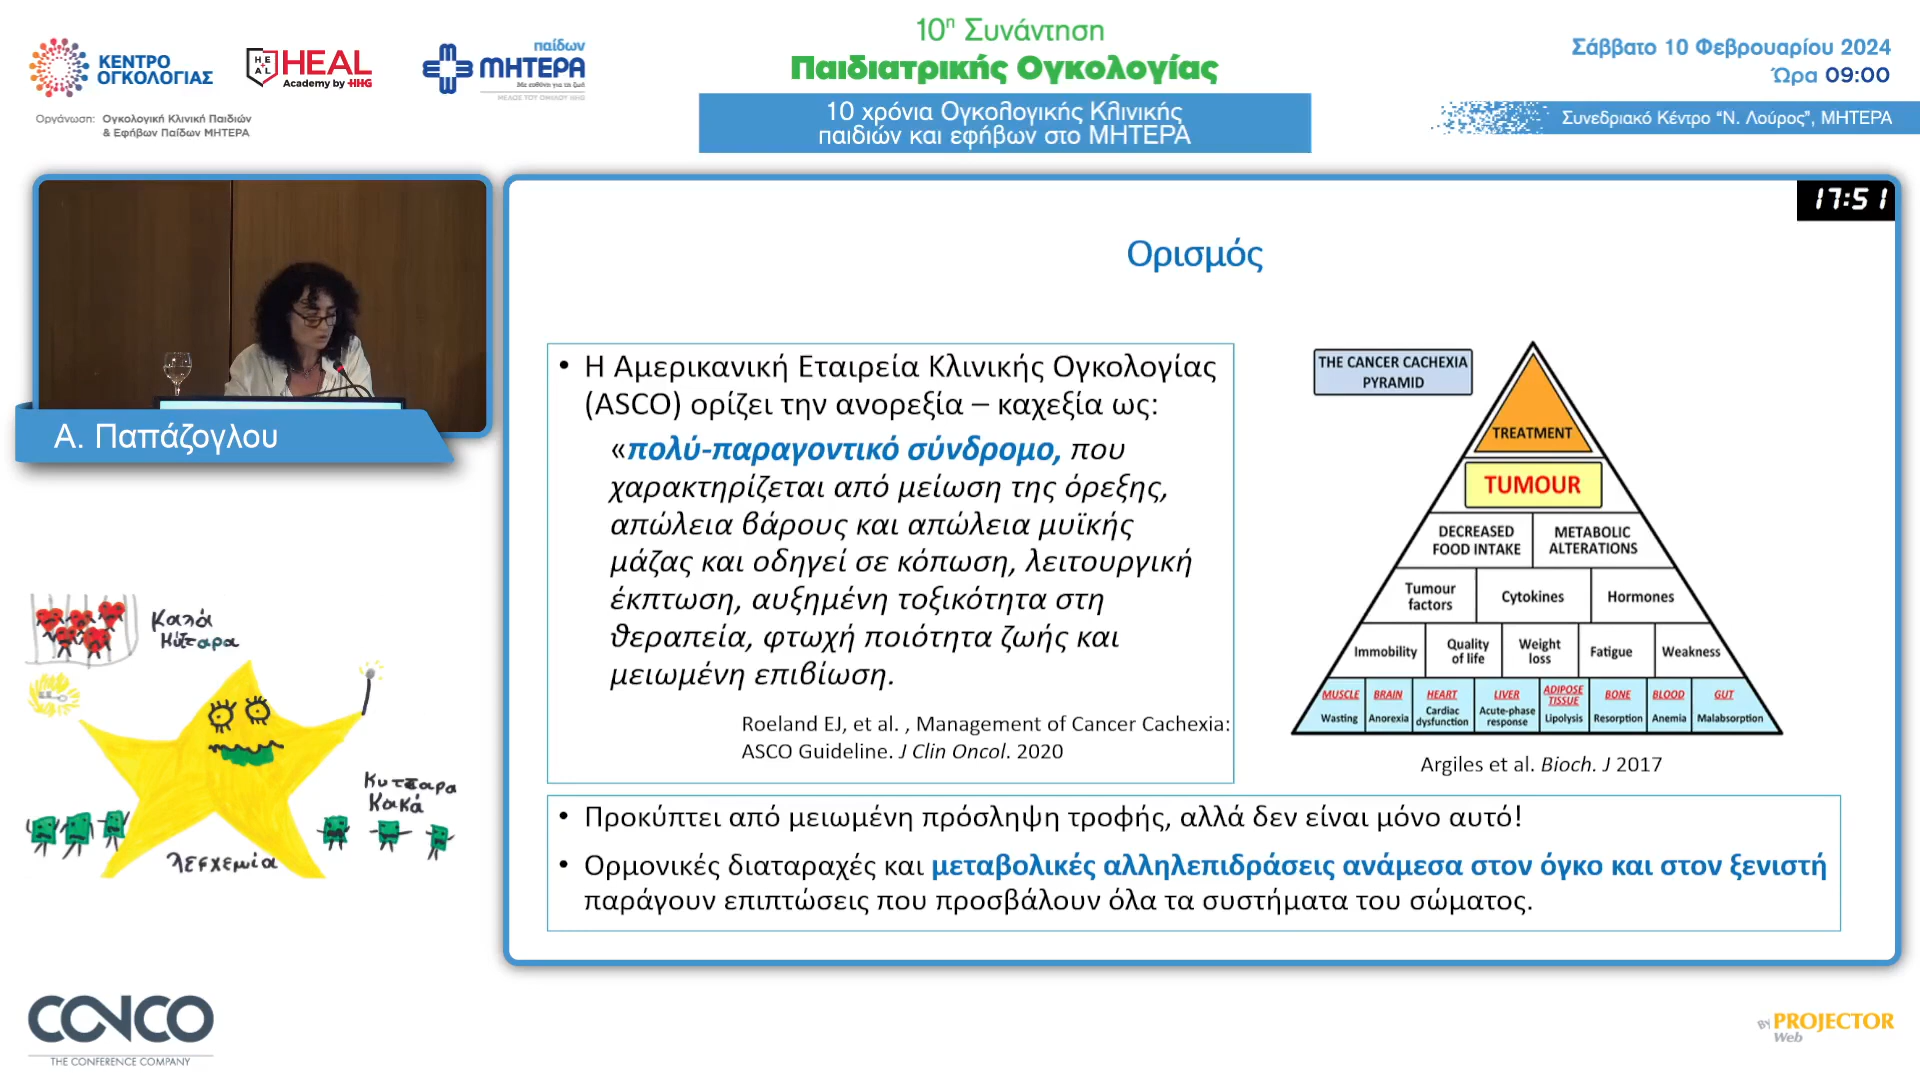 ΚΕΝΤΡΟ
ΟΓΚΟΛΟΓΙΑΣ
HEAL
HEAL
Academy by HHG
παίδων
ΜΗΤΕΡΑ
Με ευθύνη για τη ζωή
ΜΕΛΟΣ ΤΟΥ ΟΜΙΛΟΥ HHG
Οργάνωση: Ογκολογική Κλινική Παιδιών
& Εφήβων Παίδων ΜΗΤΕΡΑ
10η Συνάντηση
Παιδιατρικής Ογκολογίας
10 χρόνια Ογκολογικής Κλινικής
παιδιών και εφήβων στο ΜΗΤΕΡΑ
Σάββατο 10 Φεβρουαρίου 2024
Ώρα 09:00
Συνεδριακό Κέντρο “Ν. Λούρος”, ΜΗΤΕΡΑ
17:51
Α. Παπάζογλου
Ορισμός
• Η Αμερικανική Εταιρεία Κλινικής Ογκολογίας
(ASCO) ορίζει την ανορεξία – καχεξία ως:
«πολύ-παραγοντικό σύνδρομο, που
χαρακτηρίζεται από μείωση της όρεξης,
απώλεια βάρους και απώλεια μυϊκής
μάζας και οδηγεί σε κόπωση, λειτουργική
έκπτωση, αυξημένη τοξικότητα στη
θεραπεία, φτωχή ποιότητα ζωής και
μειωμένη επιβίωση.
Roeland EJ, et al. , Management of Cancer Cachexia:
ASCO Guideline. J Clin Oncol. 2020
THE CANCER CACHEXIA
PYRAMID
TREATMENT
TUMOUR
DECREASED FOOD INTAKE METABOLIC ALTERATIONS
Tumour factors Cytokines Hormones
Immobility Quality of life Weight loss Fatigue Weakness
MUSCLE BRAIN HEART LIVER ADIPOSE TISSUE BONE BLOOD GUT
Wasting Anorexia Cardiac dysfunction Acute-phase response Lipolysis Resorption Anemia Malabsorption
Argiles et al. Bioch. J 2017
• Προκύπτει από μειωμένη πρόσληψη τροφής, αλλά δεν είναι μόνο αυτό!
• Ορμονικές διαταραχές και μεταβολικές αλληλεπιδράσεις ανάμεσα στον όγκο και στον ξενιστή
παράγουν επιπτώσεις που προσβάλουν όλα τα συστήματα του σώματος.
Καλά
Κύτταρα
Κυτταρα
Κακά
λεφχεμία
CONCO
THE CONFERENCE COMPANY
BY PROJECTOR
Web